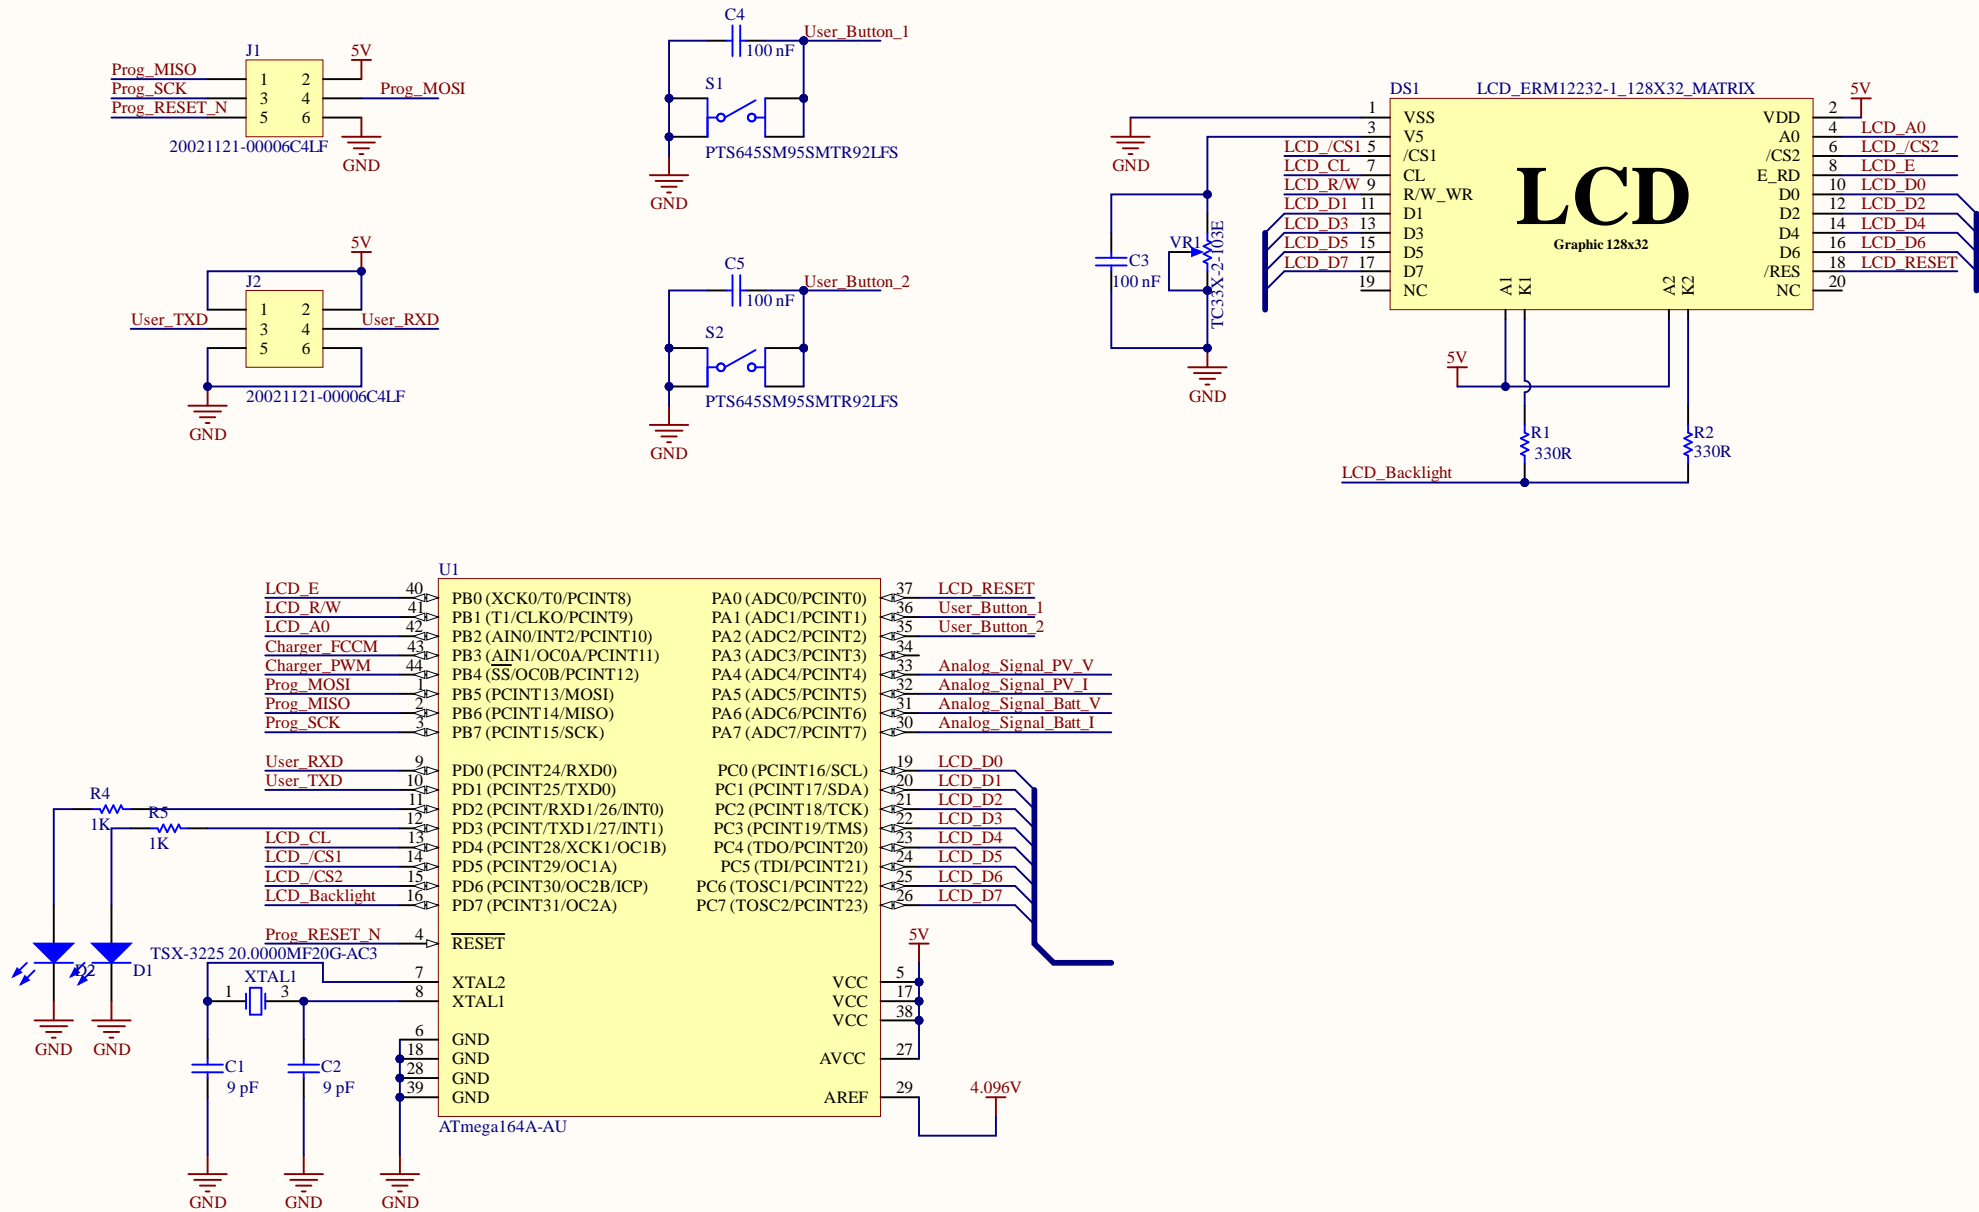 J1
5V
Prog_MISO 1 2
Prog_SCK 3 4 Prog_MOSI
Prog_RESET_N 5 6
20021121-00006C4LF
GND
5V
J2
1 2
User_TXD 3 4 User_RXD
5 6
20021121-00006C4LF
GND
C4
User_Button_1
100 nF
S1
PTS645SM95SMTR92LFS
GND
C5
User_Button_2
100 nF
S2
PTS645SM95SMTR92LFS
GND
DS1 LCD_ERM12232-1_128X32_MATRIX
5V
1 VSS VDD 2
GND
3 V5 A0 4 LCD_A0
LCD_/CS1 5 /CS1 /CS2 6 LCD_/CS2
LCD_CL 7 CL E_RD 8 LCD_E
LCD_R/W 9 R/W_WR D0 10 LCD_D0
LCD_D1 11 D1 D2 12 LCD_D2
LCD_D3 13 D3 D4 14 LCD_D4
LCD_D5 15 D5 D6 16 LCD_D6
LCD_D7 17 D7 /RES 18 LCD_RESET
19 NC NC 20
LCD
Graphic 128x32
A1 K1 A2 K2
VR1
TC33X-2-103E
C3
100 nF
GND
5V
R1
330R
R2
330R
LCD_Backlight
U1
LCD_E 40 PB0 (XCK0/T0/PCINT8) PA0 (ADC0/PCINT0) 37 LCD_RESET
LCD_R/W 41 PB1 (T1/CLKO/PCINT9) PA1 (ADC1/PCINT1) 36 User_Button_1
LCD_A0 42 PB2 (AIN0/INT2/PCINT10) PA2 (ADC2/PCINT2) 35 User_Button_2
Charger_FCCM 43 PB3 (AIN1/OC0A/PCINT11) PA3 (ADC3/PCINT3) 34
Charger_PWM 44 PB4 (SS/OC0B/PCINT12) PA4 (ADC4/PCINT4) 33 Analog_Signal_PV_V
Prog_MOSI 1 PB5 (PCINT13/MOSI) PA5 (ADC5/PCINT5) 32 Analog_Signal_PV_I
Prog_MISO 2 PB6 (PCINT14/MISO) PA6 (ADC6/PCINT6) 31 Analog_Signal_Batt_V
Prog_SCK 3 PB7 (PCINT15/SCK) PA7 (ADC7/PCINT7) 30 Analog_Signal_Batt_I
User_RXD 9 PD0 (PCINT24/RXD0) PC0 (PCINT16/SCL) 19 LCD_D0
User_TXD 10 PD1 (PCINT25/TXD0) PC1 (PCINT17/SDA) 20 LCD_D1
R4 1K 11 PD2 (PCINT/RXD1/26/INT0) PC2 (PCINT18/TCK) 21 LCD_D2
R5 1K 12 PD3 (PCINT/TXD1/27/INT1) PC3 (PCINT19/TMS) 22 LCD_D3
LCD_CL 13 PD4 (PCINT28/XCK1/OC1B) PC4 (TDO/PCINT20) 23 LCD_D4
LCD_/CS1 14 PD5 (PCINT29/OC1A) PC5 (TDI/PCINT21) 24 LCD_D5
LCD_/CS2 15 PD6 (PCINT30/OC2B/ICP) PC6 (TOSC1/PCINT22) 25 LCD_D6
LCD_Backlight 16 PD7 (PCINT31/OC2A) PC7 (TOSC2/PCINT23) 26 LCD_D7
Prog_RESET_N 4 RESET
5V
TSX-3225 20.0000MF20G-AC3
D2 D1
XTAL1
7 XTAL2 VCC 5
1 3 8 XTAL1 VCC 17
VCC 38
6 GND
18 GND AVCC 27
28 GND
39 GND AREF 29
4.096V
GND GND
C1
9 pF
C2
9 pF
ATmega164A-AU
GND GND GND